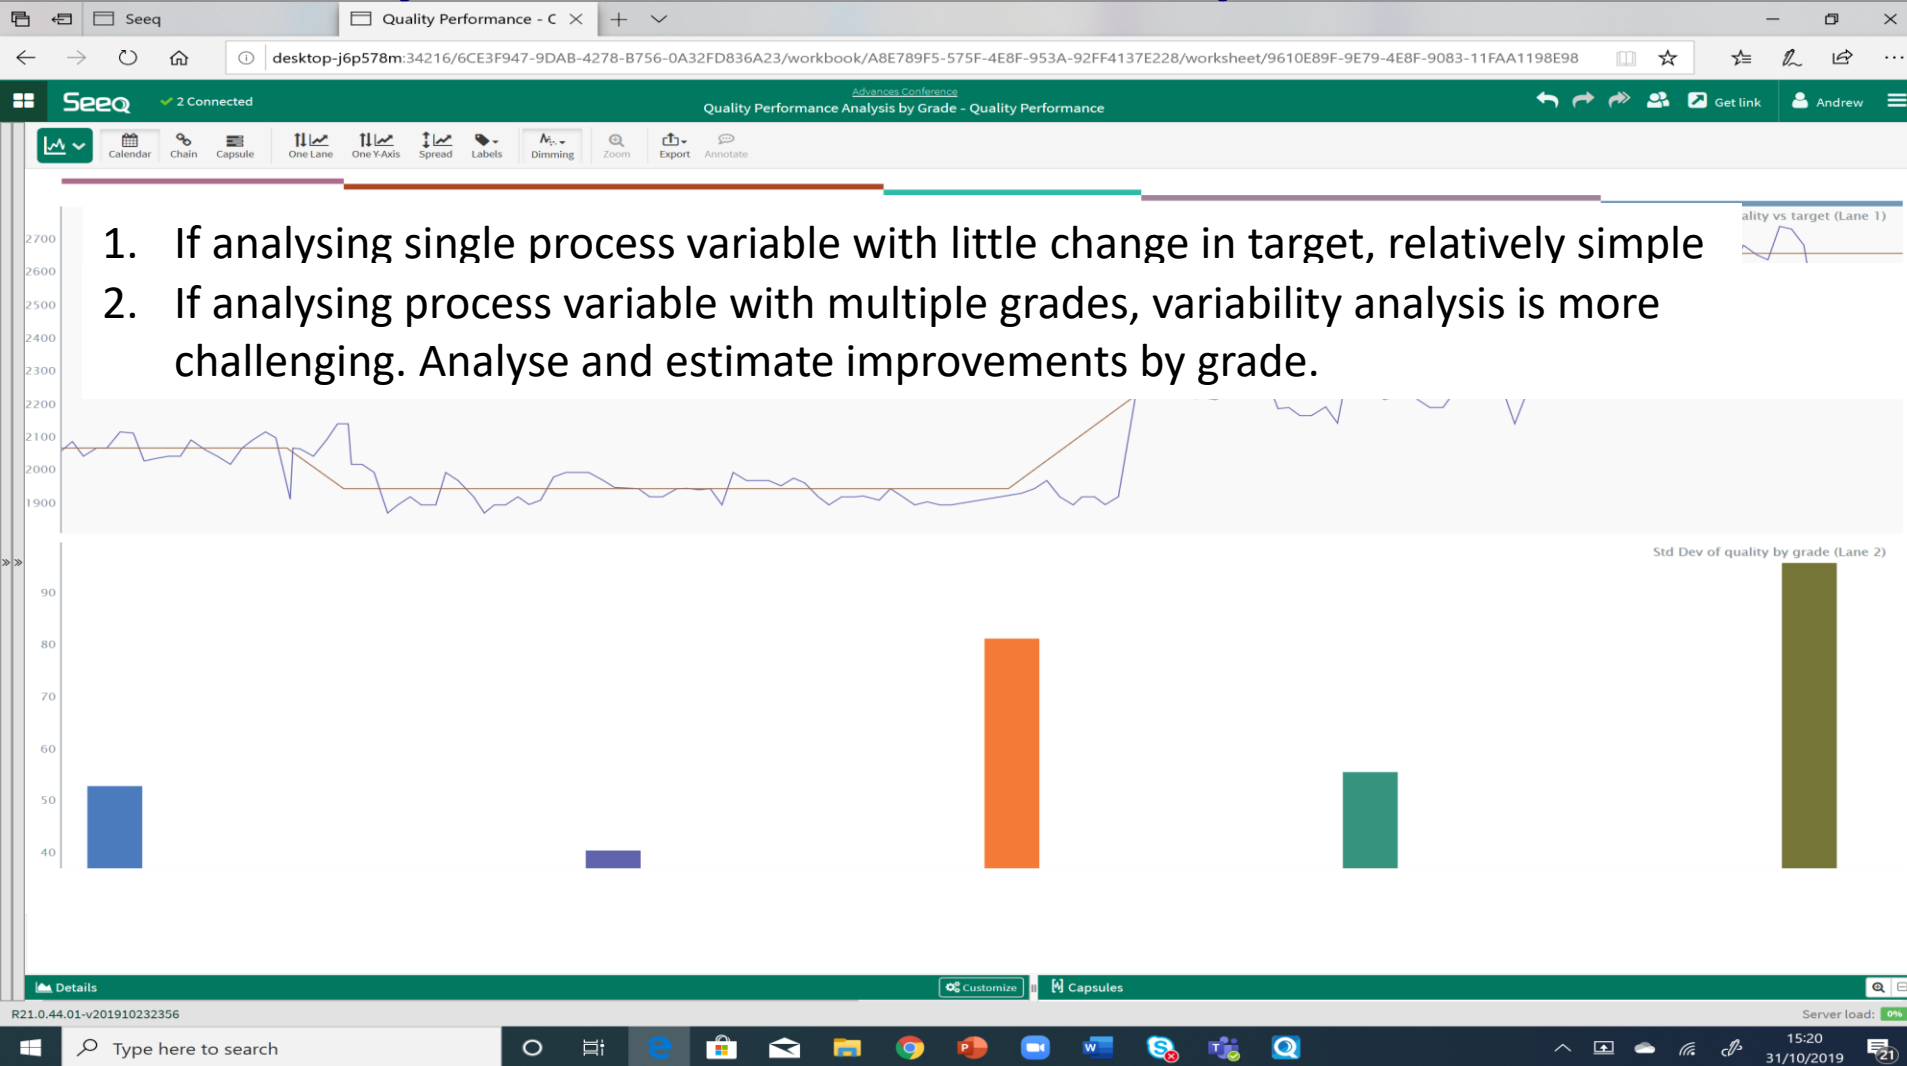 Seeq
Quality Performance - C
desktop-j6p578m:34216/6CE3F947-9DAB-4278-B756-0A32FD836A23/workbook/A8E789F5-575F-4E8F-953A-92FF4137E228/worksheet/9610E89F-9E79-4E8F-9083-11FAA1198E98
Seeq
2 Connected
Advances Conference
Quality Performance Analysis by Grade - Quality Performance
Get link
Andrew
Calendar
Chain
Capsule
One Lane
One Y-Axis
Spread
Labels
Dimming
Zoom
Export
Annotate
ality vs target (Lane 1)
1. If analysing single process variable with little change in target, relatively simple
2. If analysing process variable with multiple grades, variability analysis is more
challenging. Analyse and estimate improvements by grade.
2700
2600
2500
2400
2300
2200
2100
2000
1900
Std Dev of quality by grade (Lane 2)
90
80
70
60
50
40
Details
Customize
Capsules
R21.0.44.01-v201910232356
Server load: 0%
Type here to search
15:20
31/10/2019
21